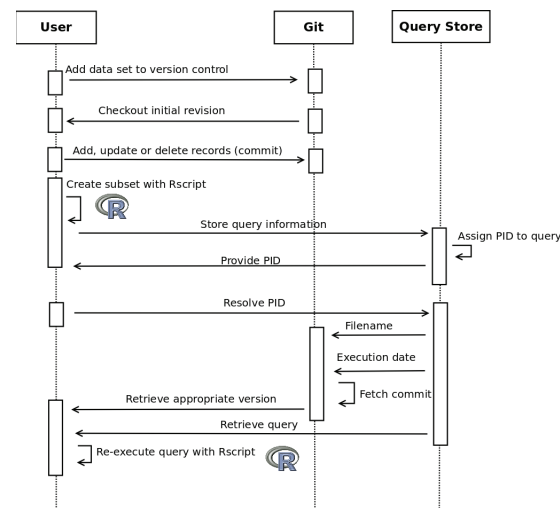 User
Git
Query Store
Add data set to version control
Checkout initial revision
Add, update or delete records (commit)
Create subset with Rscript
R
Store query information
Assign PID to query
Provide PID
Resolve PID
Filename
Execution date
Fetch commit
Retrieve appropriate version
Retrieve query
Re-execute query with Rscript
R